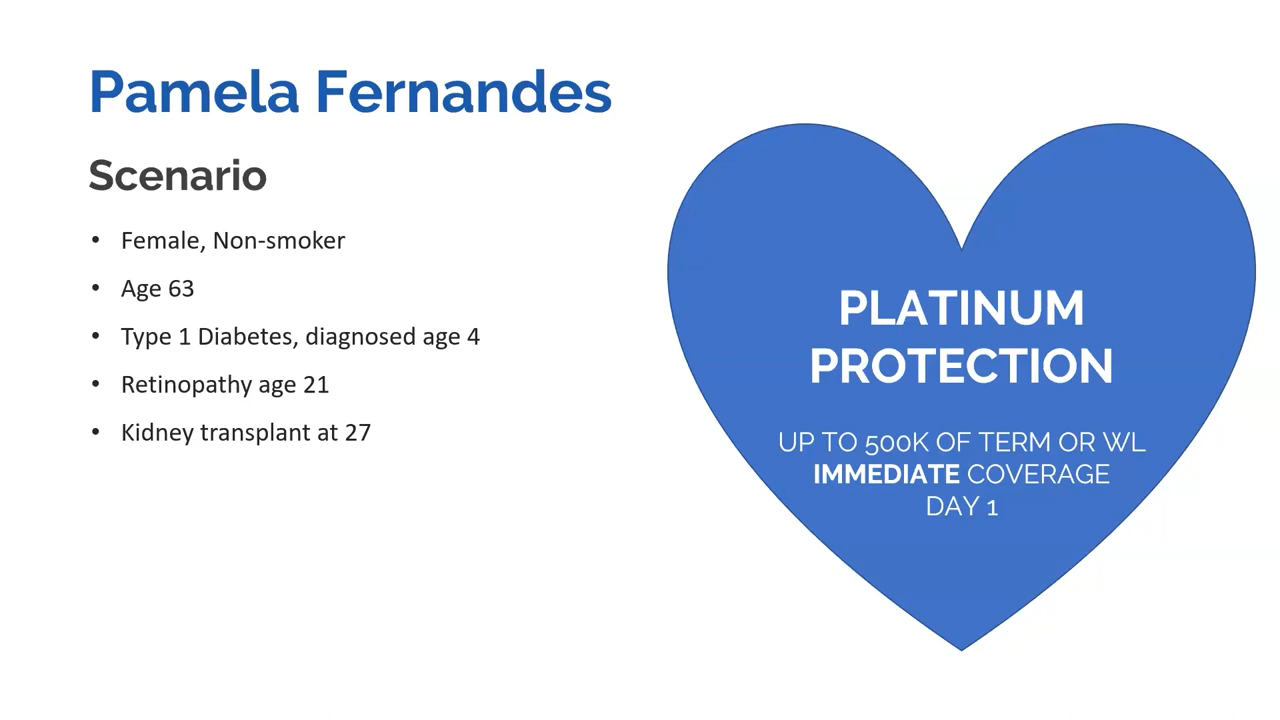 Pamela Fernandes
Scenario
• Female, Non-smoker
• Age 63
• Type 1 Diabetes, diagnosed age 4
• Retinopathy age 21
• Kidney transplant at 27
PLATINUM
PROTECTION
UP TO 500K OF TERM OR WL
IMMEDIATE COVERAGE
DAY 1